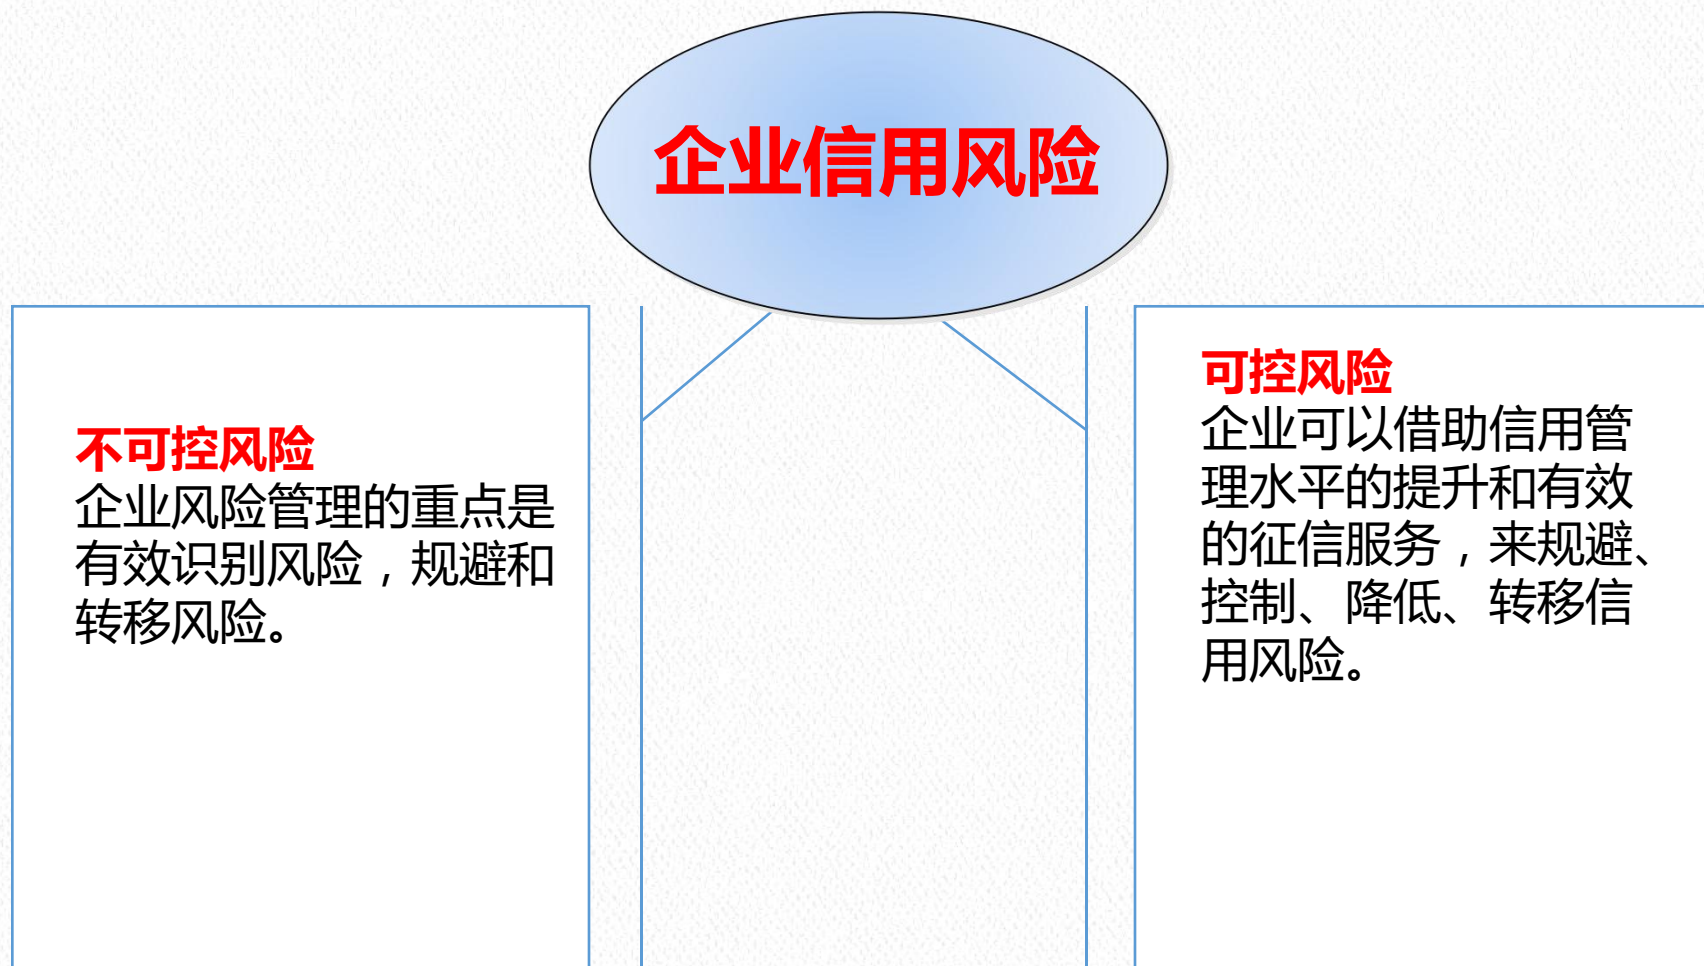 企业信用风险
不可控风险
企业风险管理的重点是
有效识别风险，规避和
转移风险。
可控风险
企业可以借助信用管
理水平的提升和有效
的征信服务，来规避、
控制、降低、转移信
用风险。